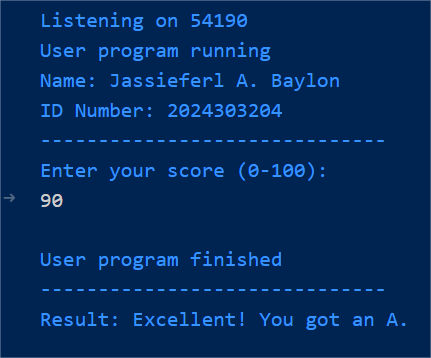 Listening on 54190
User program running
Name: Jassieferl A. Baylon
ID Number: 2024303204
------------------------------
Enter your score (0-100):
→ 90
User program finished
------------------------------
Result: Excellent! You got an A.